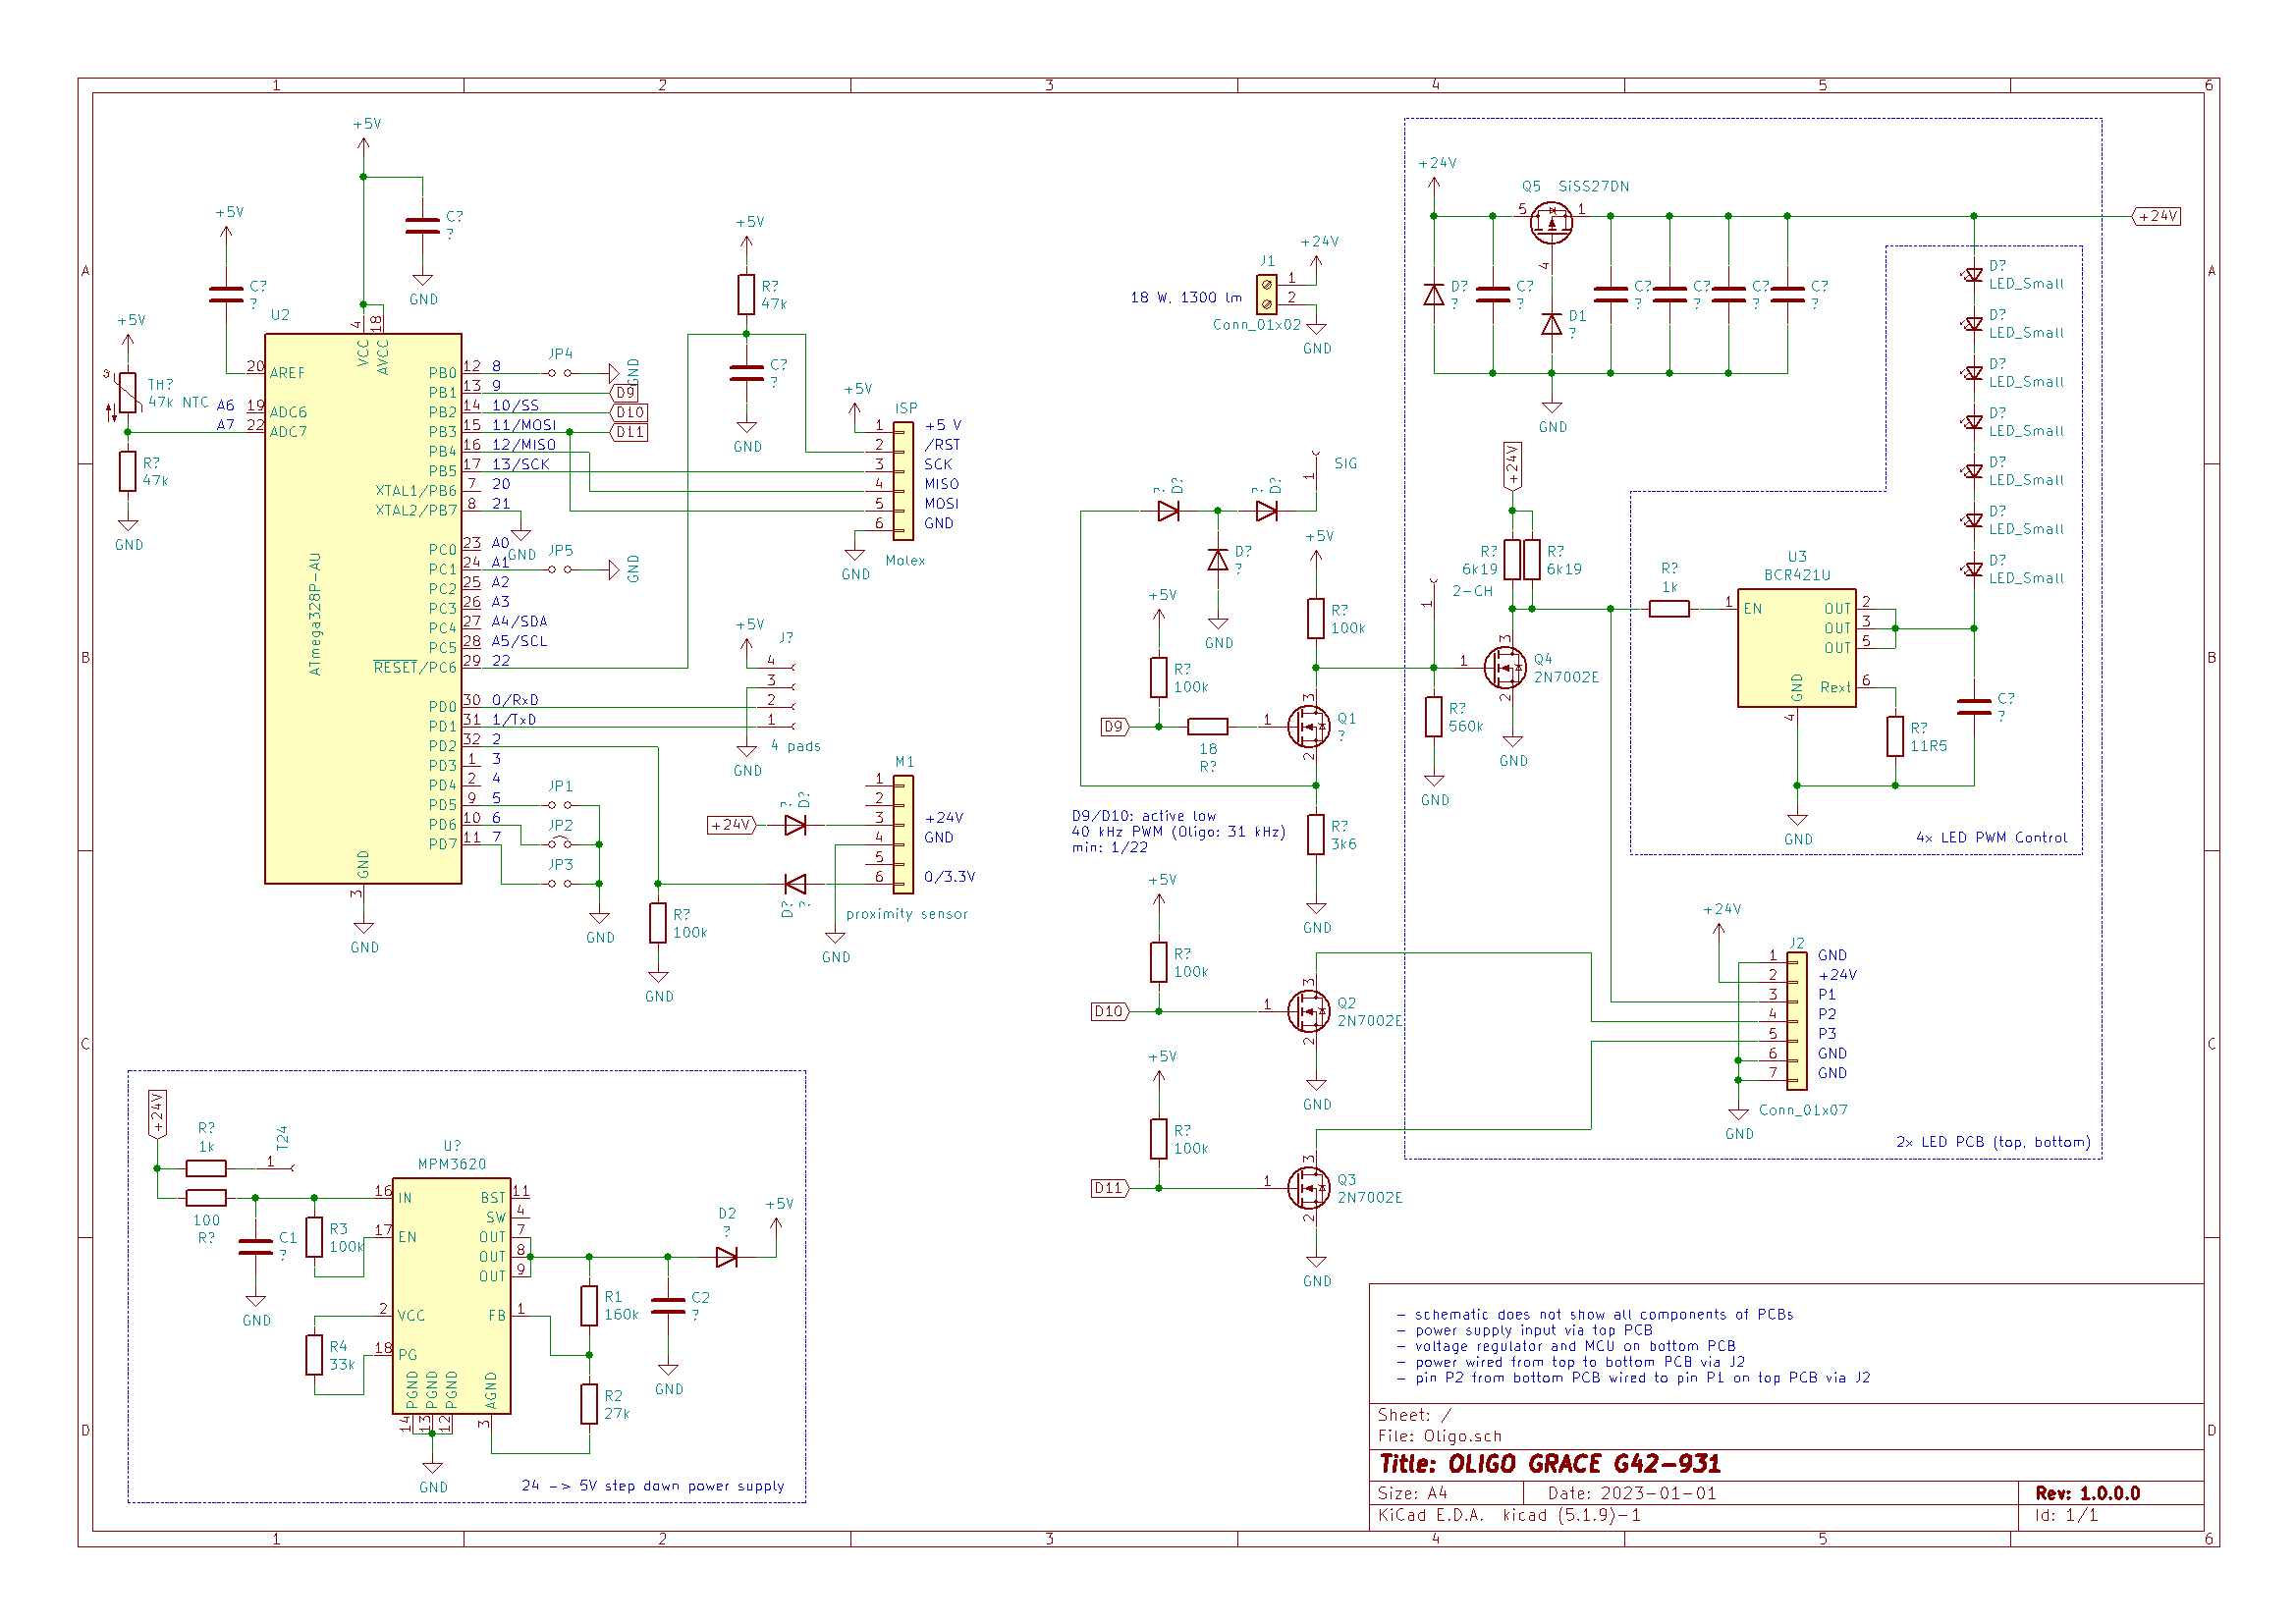 1 2 3 4 5 6
A
B
C
D
+5V
C?
?
+5V
C?
?
GND
+5V
TH?
47k NTC
A6
A7
R?
47k
GND
U2
ATmega328P-AU
4 VCC
18 AVCC
20 AREF
19 ADC6
22 ADC7
PB0 12 8
PB1 13 9
PB2 14 10/SS
PB3 15 11/MOSI
PB4 16 12/MISO
PB5 17 13/SCK
XTAL1/PB6 7 20
XTAL2/PB7 8 21
PC0 23 A0
PC1 24 A1
PC2 25 A2
PC3 26 A3
PC4 27 A4/SDA
PC5 28 A5/SCL
RESET/PC6 29 22
PD0 30 0/RxD
PD1 31 1/TxD
PD2 32 2
PD3 1 3
PD4 2 4
PD5 9 5
PD6 10 6
PD7 11 7
GND 3
GND
JP4
GND
D9
D10
D11
GND
JP5
GND
JP1
JP2
JP3
GND
+5V
R?
47k
C?
?
GND
+5V
ISP
1 +5 V
2 /RST
3 SCK
4 MISO
5 MOSI
6 GND
GND
Molex
+5V
J?
4
3
2
1
GND
4 pads
M1
1
2
3 +24V
4 GND
5
6 0/3.3V
+24V
? D?
D? ?
proximity sensor
GND
R?
100k
GND
J1
+24V
1
2
18 W, 1300 lm
Conn_01x02
GND
SIG
1
? D?
? D?
D?
?
GND
+5V
R?
100k
+5V
R?
100k
D9
18
R?
1
3
2
Q1
?
R?
3k6
GND
D9/D10: active low
40 kHz PWM (Oligo: 31 kHz)
min: 1/22
+5V
R?
100k
D10
1
3
2
Q2
2N7002E
GND
+5V
R?
100k
D11
1
3
2
Q3
2N7002E
GND
+24V
Q5 SiSS27DN
5
1
4
D?
?
C?
?
D1
?
C?
?
C?
?
C?
?
C?
?
GND
+24V
D?
LED_Small
D?
LED_Small
D?
LED_Small
D?
LED_Small
D?
LED_Small
D?
LED_Small
D?
LED_Small
+24V
R?
6k19
R?
6k19
2-CH
1
1
3
2
Q4
2N7002E
GND
R?
560k
GND
R?
1k
U3
BCR421U
1 EN
OUT 2
OUT 3
OUT 5
Rext 6
GND
4
R?
11R5
C?
?
GND
4x LED PWM Control
+24V
J2
1 GND
2 +24V
3 P1
4 P2
5 P3
6 GND
7 GND
Conn_01x07
GND
2x LED PCB (top, bottom)
+24V
R?
1k
1
T24
100
R?
C1
?
GND
R3
100k
R4
33k
U?
MPM3620
16 IN
17 EN
2 VCC
18 PG
BST 11
SW 4
OUT 7
OUT 8
OUT 9
FB 1
PGND 14
PGND 13
PGND 12
AGND 3
GND
R1
160k
R2
27k
C2
?
GND
D2
?
+5V
24 -> 5V step down power supply
- schematic does not show all components of PCBs
- power supply input via top PCB
- voltage regulator and MCU on bottom PCB
- power wired from top to bottom PCB via J2
- pin P2 from bottom PCB wired to pin P1 on top PCB via J2
Sheet: /
File: Oligo.sch
Title: OLIGO GRACE G42-931
Size: A4 Date: 2023-01-01 Rev: 1.0.0.0
KiCad E.D.A. kicad (5.1.9)-1 Id: 1/1
A
B
C
D
1 2 3 4 5 6